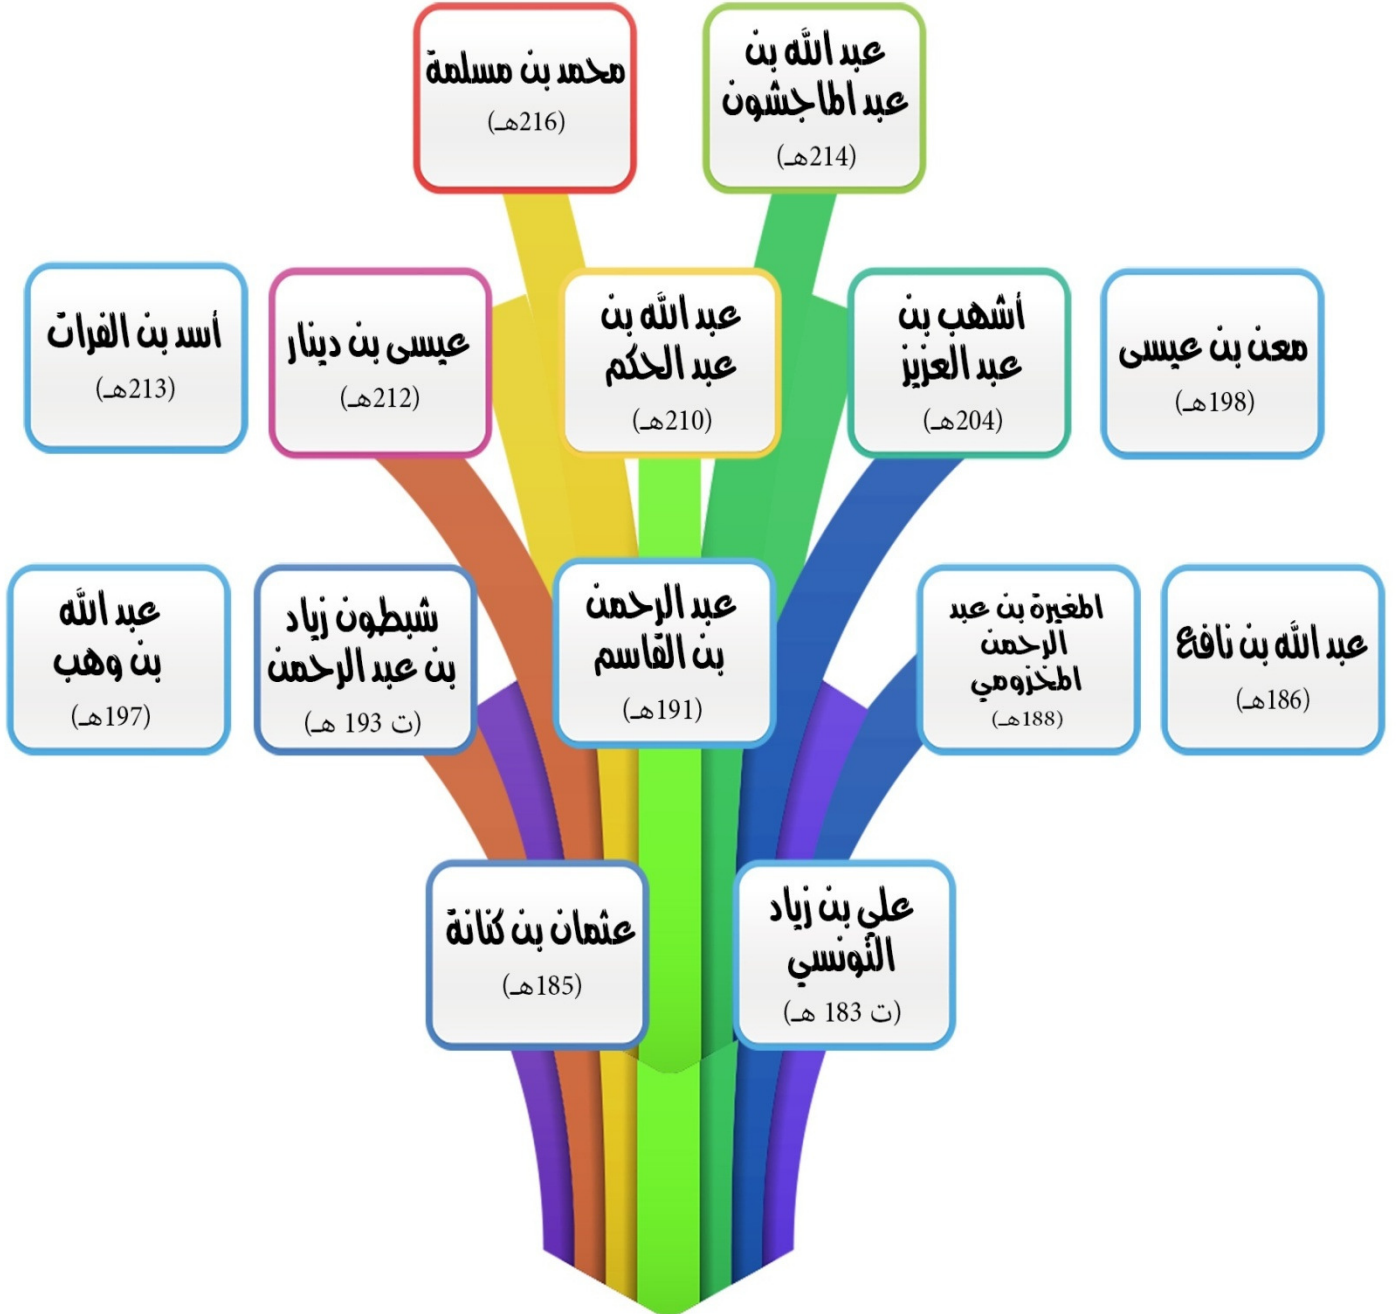 عبد الله بن
عبد الماجشون
(214هـ)
محمد بن مسلمة
(216هـ)
معن بن عيسى
(198هـ)
أشهب بن
عبد العزيز
(204هـ)
عبد الله بن
عبد الحكم
(210هـ)
عيسى بن دينار
(212هـ)
أسد بن الفرات
(213هـ)
عبد الله بن نافع
(186هـ)
المغيرة بن عبد
الرحمن
المخزومي
(188هـ)
عبد الرحمن
بن القاسم
(191هـ)
شبطون زياد
بن عبد الرحمن
(ت 193 هـ)
عبد الله
بن وهب
(197هـ)
علي بن زياد
التونسي
(ت 183 هـ)
عثمان بن كنانة
(185هـ)